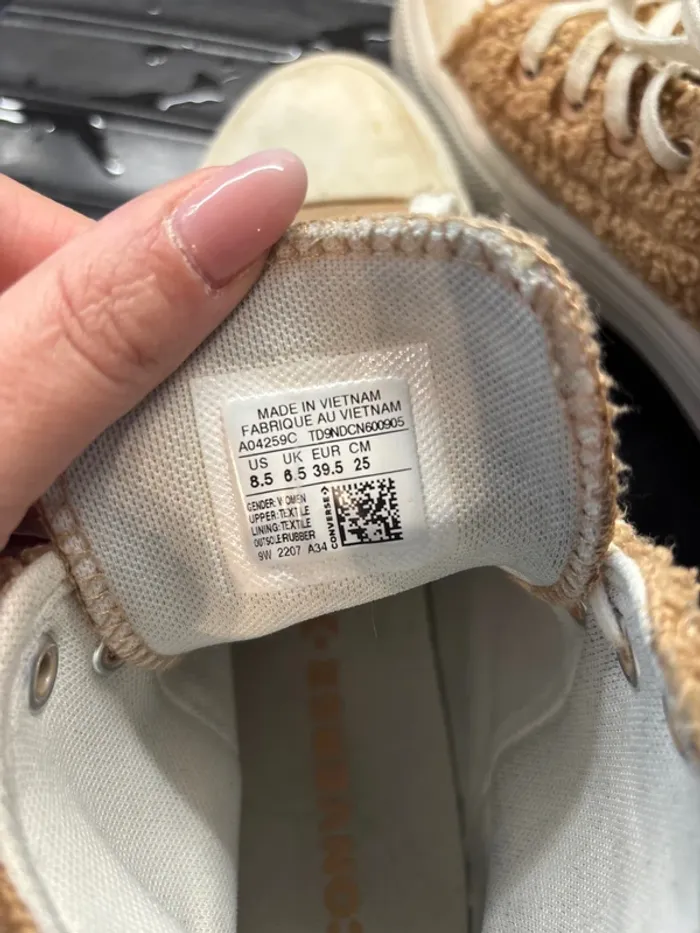 MADE IN VIETNAM
FABRIQUE AU VIETNAM
A04259C TD9NDCN600905
US UK EUR CM
8.5 6.5 39.5 25
GENDER: WOMEN
UPPER:TEXTILE
LINING:TEXTILE
OUTSOLE:RUBBER
9W 2207 A34
CONVERSE
CONVERSE